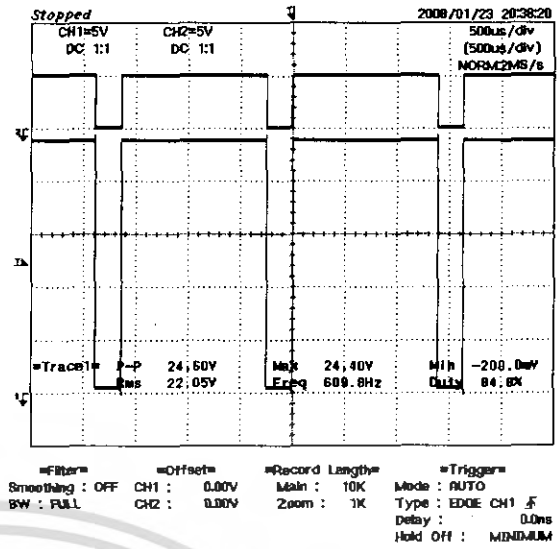 Stopped 2008/01/23 20:38:20
CH1=5V CH2=5V 500us/div
DC 1:1 DC 1:1 (500us/div)
NORM:2MS/s
=Trace1= P-P 24.60V Max 24.40V Min -208.0mV
Rms 22.05V Freq 609.8Hz Duty 84.8%
=Filter= =Offset= =Record Length= =Trigger=
Smoothing : OFF CH1 : 0.00V Main : 10K Mode : AUTO
BW : FULL CH2 : 0.00V Zoom : 1K Type : EDGE CH1
Delay : 0.0ns
Hold Off : MINIMUM